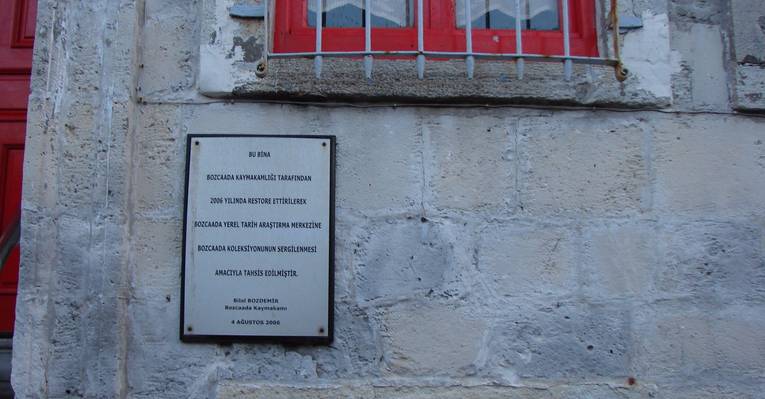 BU BİNA
BOZCAADA KAYMAKAMLIĞI TARAFINDAN
2006 YILINDA RESTORE ETTİRİLEREK
BOZCAADA YEREL TARİH ARAŞTIRMA MERKEZİNE
BOZCAADA KOLEKSİYONUNUN SERGİLENMESİ
AMACIYLA TAHSİS EDİLMİŞTİR.
Bilal BOZDEMİR
Bozcaada Kaymakamı
4 AĞUSTOS 2006